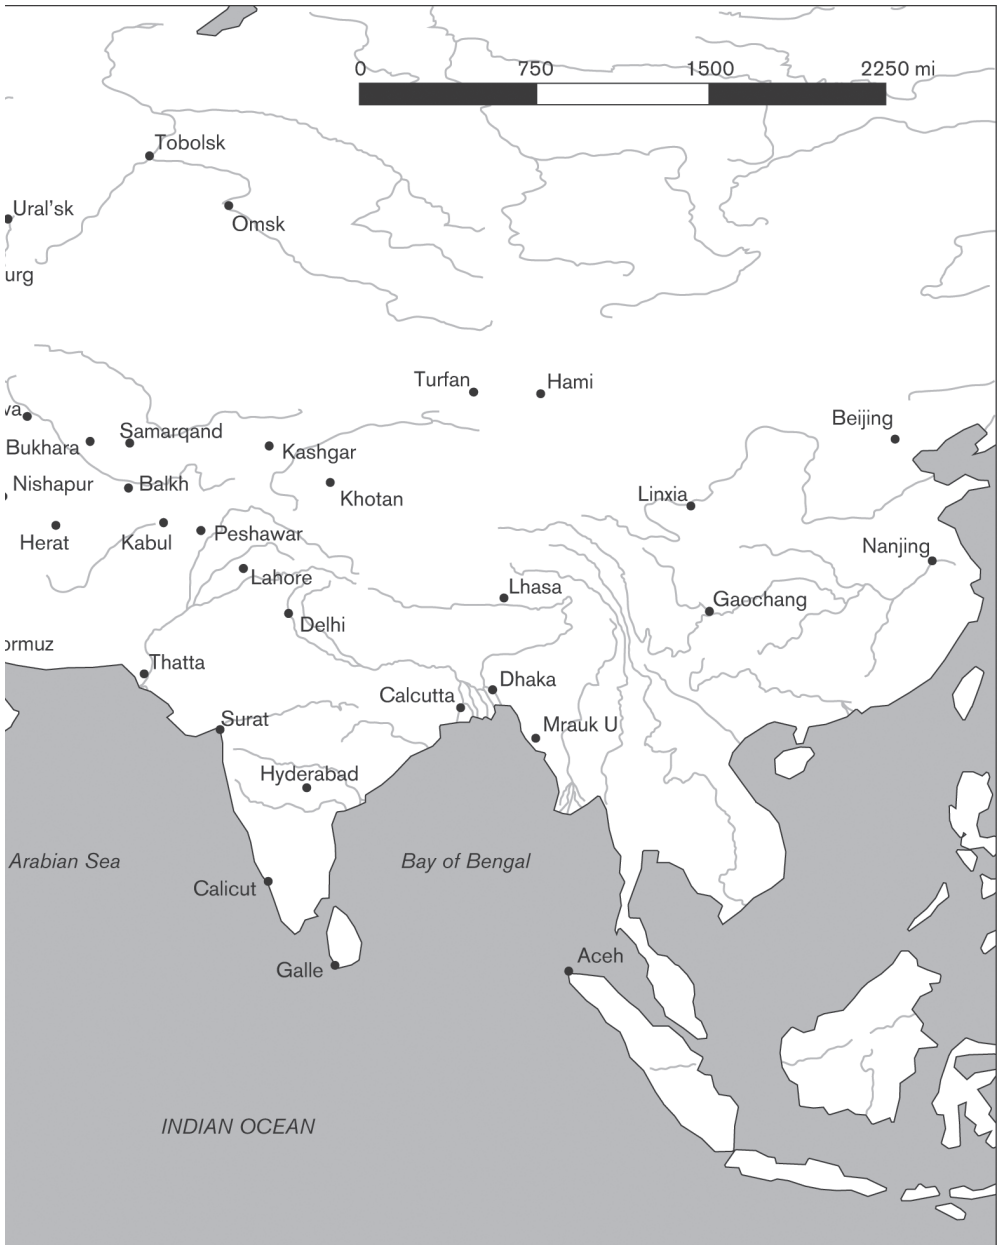 0 750 1500 2250 mi
Tobolsk
Ural'sk
Omsk
urg
Turfan
Hami
va
Beijing
Bukhara
Samarqand
Kashgar
Nishapur
Balkh
Khotan
Linxia
Herat
Kabul
Peshawar
Nanjing
Lahore
Lhasa
Gaochang
Delhi
ormuz
Thatta
Dhaka
Calcutta
Surat
Mrauk U
Hyderabad
Arabian Sea
Bay of Bengal
Calicut
Galle
Aceh
INDIAN OCEAN